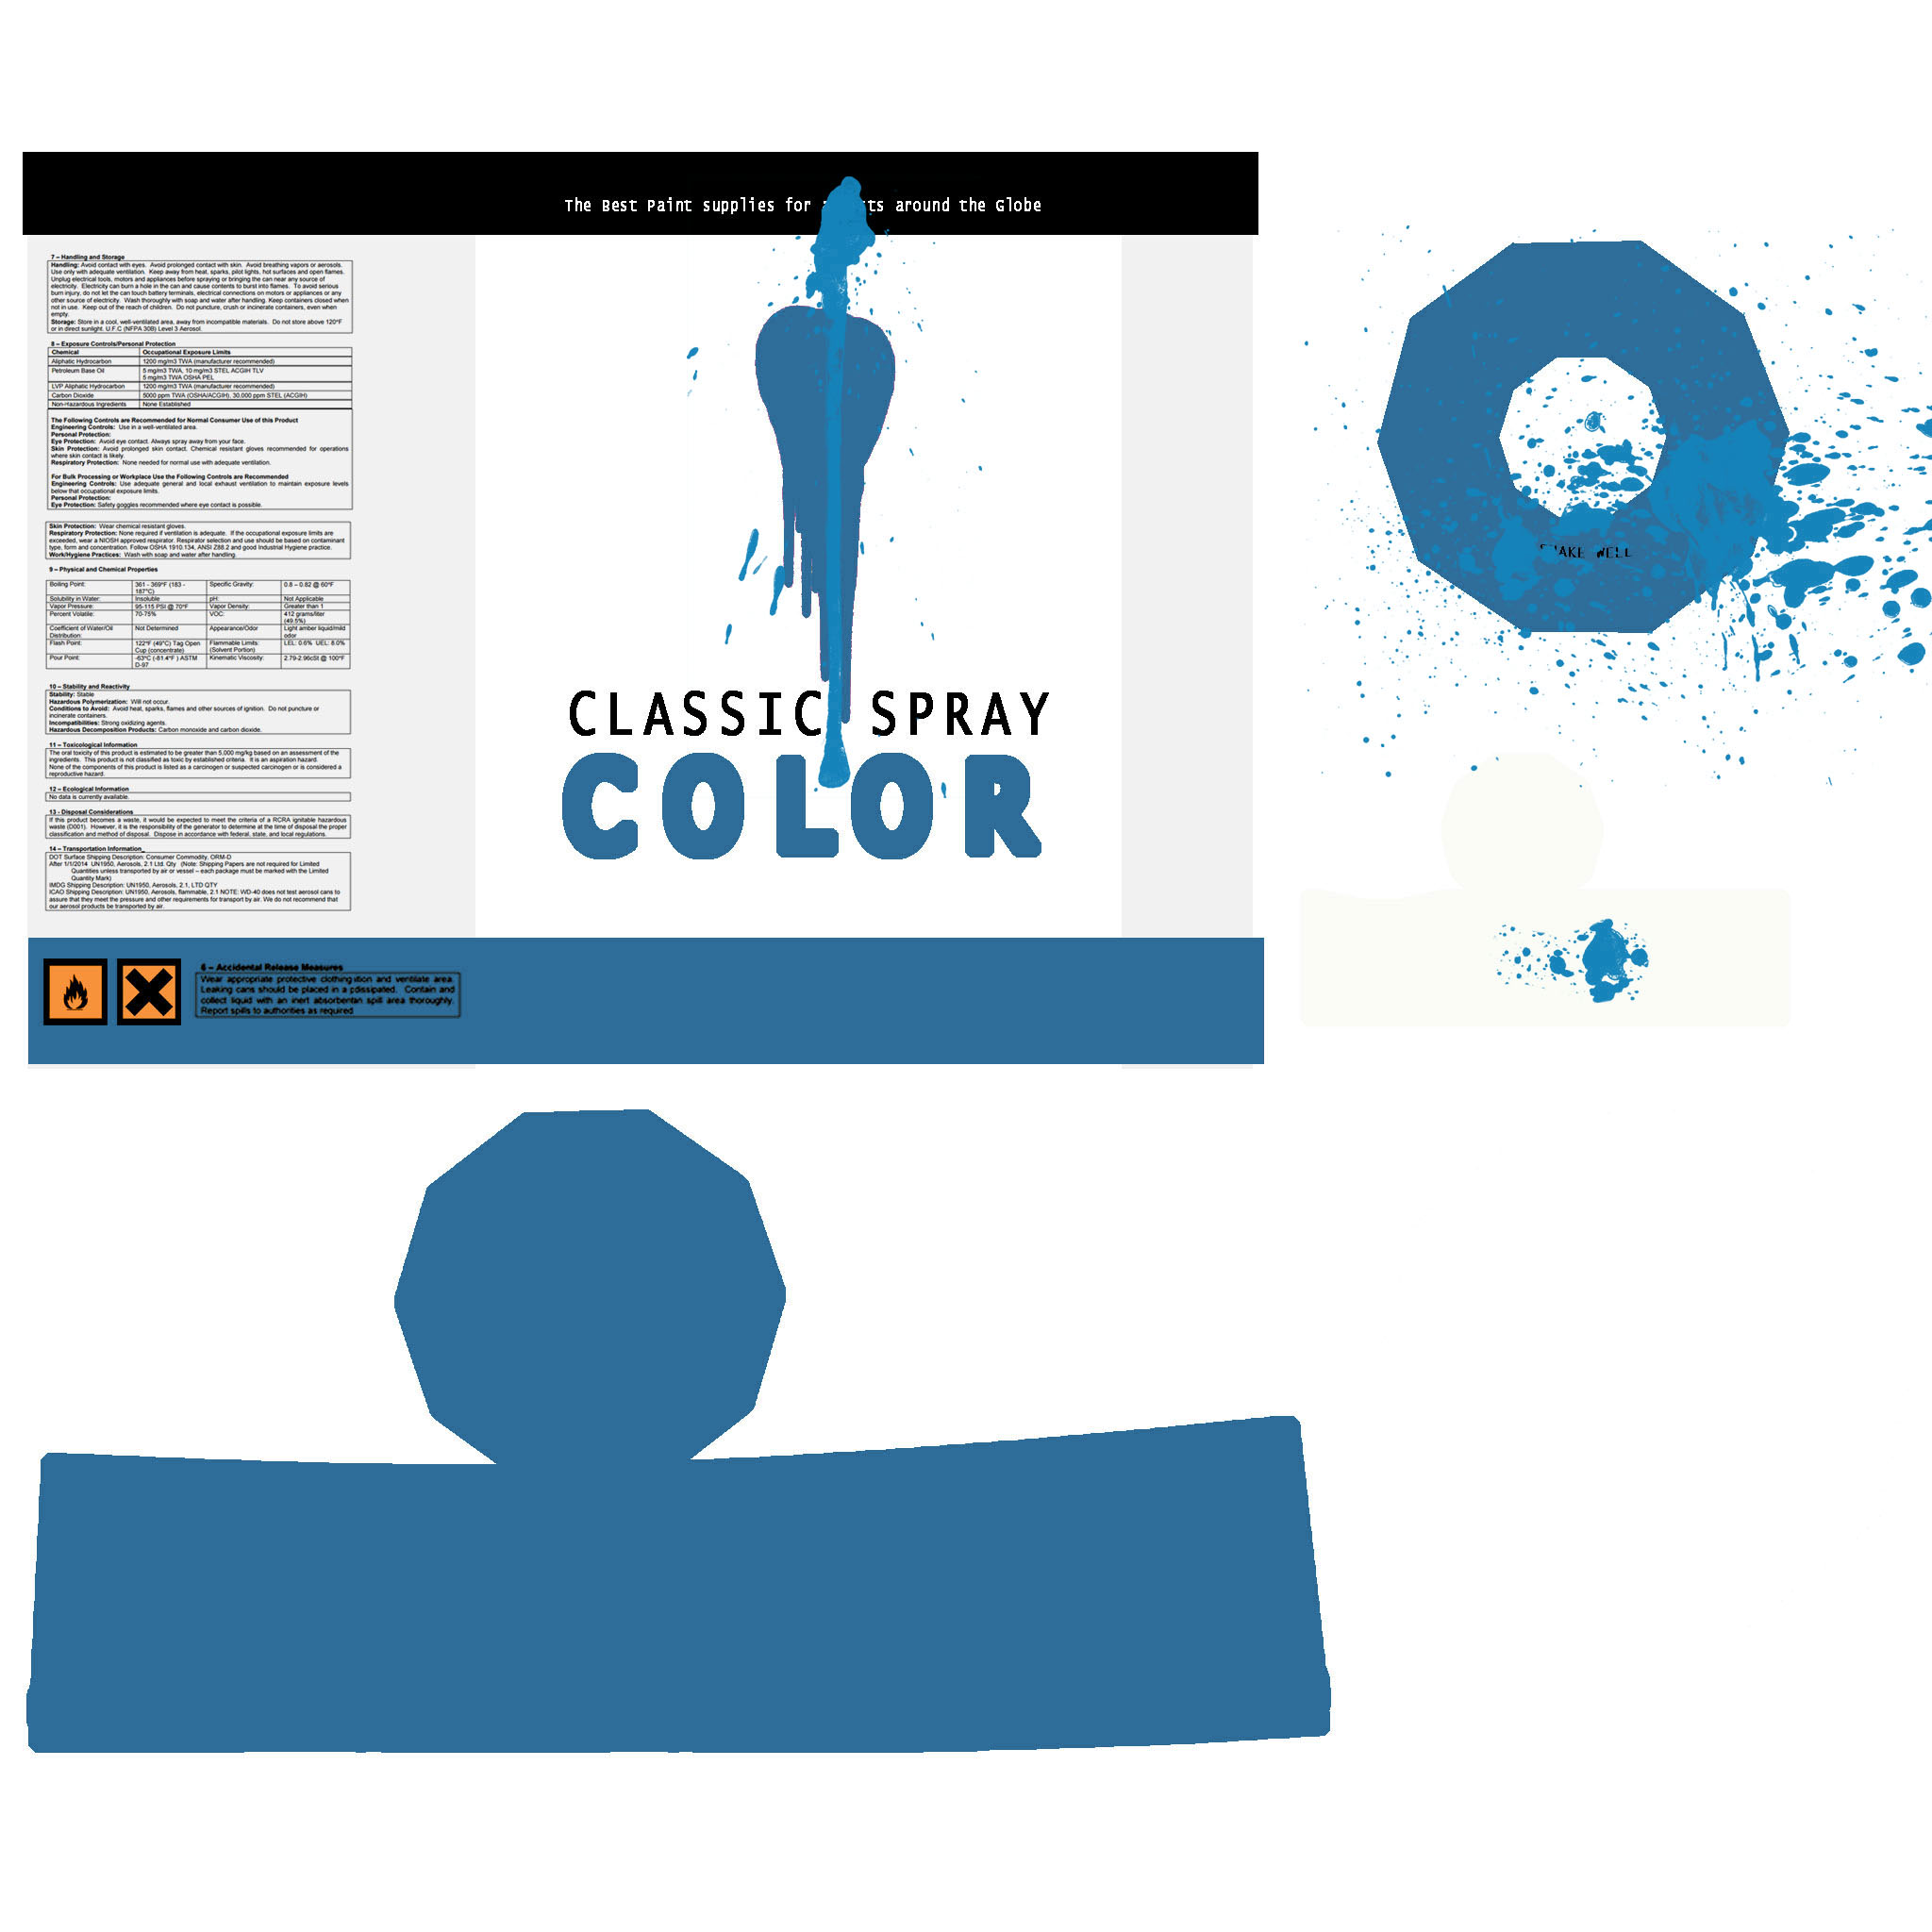 The Best Paint supplies for around the Globe
7 – Handling and Storage
Handling: Avoid contact with eyes. Avoid prolonged contact with skin. Avoid breathing vapors or aerosols.
Use only with adequate ventilation. Keep away from heat, sparks, pilot lights, hot surfaces and open flames.
Unplug electrical tools, motors and appliances before spraying or bringing the can near any source of
electricity. Electricity can burn a hole in the can and cause contents to burst into flames. To avoid serious
burn injury, do not let the can touch battery terminals, electrical connections on motors or appliances or any
other source of electricity. Wash thoroughly with soap and water after handling. Keep containers closed when
not in use. Keep out of the reach of children. Do not puncture, crush or incinerate containers, even when
empty.
Storage: Store in a cool, well-ventilated area, away from incompatible materials. Do not store above 120°F
or in direct sunlight. U.F.C (NFPA 30B) Level 3 Aerosol.
8 – Exposure Controls/Personal Protection
Chemical Occupational Exposure Limits
Aliphatic Hydrocarbon 1200 mg/m3 TWA (manufacturer recommended)
Petroleum Base Oil 5 mg/m3 TWA, 10 mg/m3 STEL ACGIH TLV
5 mg/m3 TWA OSHA PEL
LVP Aliphatic Hydrocarbon 1200 mg/m3 TWA (manufacturer recommended)
Carbon Dioxide 5000 ppm TWA (OSHA/ACGIH), 30,000 ppm STEL (ACGIH)
Non-Hazardous Ingredients None Established
The Following Controls are Recommended for Normal Consumer Use of this Product
Engineering Controls: Use in a well-ventilated area.
Personal Protection:
Eye Protection: Avoid eye contact. Always spray away from your face.
Skin Protection: Avoid prolonged skin contact. Chemical resistant gloves recommended for operations
where skin contact is likely.
Respiratory Protection: None needed for normal use with adequate ventilation.
For Bulk Processing or Workplace Use the Following Controls are Recommended
Engineering Controls: Use adequate general and local exhaust ventilation to maintain exposure levels
below that occupational exposure limits.
Personal Protection:
Eye Protection: Safety goggles recommended where eye contact is possible.
Skin Protection: Wear chemical resistant gloves.
Respiratory Protection: None required if ventilation is adequate. If the occupational exposure limits are
exceeded, wear a NIOSH approved respirator. Respirator selection and use should be based on contaminant
type, form and concentration. Follow OSHA 1910.134, ANSI Z88.2 and good Industrial Hygiene practice.
Work/Hygiene Practices: Wash with soap and water after handling.
9 – Physical and Chemical Properties
Boiling Point: 361 - 369°F (183 - Specific Gravity: 0.8 – 0.82 @ 60°F
187°C)
Solubility in Water: Insoluble pH: Not Applicable
Vapor Pressure: 95-115 PSI @ 70°F Vapor Density: Greater than 1
Percent Volatile: 70-75% VOC: 412 grams/liter
(49.5%)
Coefficient of Water/Oil Not Determined Appearance/Odor Light amber liquid/mild
Distribution: odor
Flash Point: 122°F (49°C) Tag Open Flammable Limits: LEL: 0.6% UEL: 8.0%
Cup (concentrate) (Solvent Portion)
Pour Point: -63°C (-81.4°F ) ASTM Kinematic Viscosity: 2.79-2.96cSt @ 100°F
D-97
10 – Stability and Reactivity
Stability: Stable
Hazardous Polymerization: Will not occur.
Conditions to Avoid: Avoid heat, sparks, flames and other sources of ignition. Do not puncture or
incinerate containers.
Incompatibilities: Strong oxidizing agents.
Hazardous Decomposition Products: Carbon monoxide and carbon dioxide.
11 – Toxicological Information
The oral toxicity of this product is estimated to be greater than 5,000 mg/kg based on an assessment of the
ingredients. This product is not classified as toxic by established criteria. It is an aspiration hazard.
None of the components of this product is listed as a carcinogen or suspected carcinogen or is considered a
reproductive hazard.
12 – Ecological Information
No data is currently available.
13 - Disposal Considerations
If this product becomes a waste, it would be expected to meet the criteria of a RCRA ignitable hazardous
waste (D001). However, it is the responsibility of the generator to determine at the time of disposal the proper
classification and method of disposal. Dispose in accordance with federal, state, and local regulations.
14 – Transportation Information
DOT Surface Shipping Description: Consumer Commodity, ORM-D
After 1/1/2014 UN1950, Aerosols, 2.1 Ltd. Qty (Note: Shipping Papers are not required for Limited
Quantities unless transported by air or vessel – each package must be marked with the Limited
Quantity Mark)
IMDG Shipping Description: UN1950, Aerosols, 2.1, LTD QTY
ICAO Shipping Description: UN1950, Aerosols, flammable, 2.1 NOTE: WD-40 does not test aerosol cans to
assure that they meet the pressure and other requirements for transport by air. We do not recommend that
our aerosol products be transported by air.
CLASSIC SPRAY
COLOR
6 – Accidental Release Measures
Wear appropriate protective clothing ition and ventilate area.
Leaking cans should be placed in a pdissipated. Contain and
collect liquid with an inert absorbentan spill area thoroughly.
Report spills to authorities as required
WELL